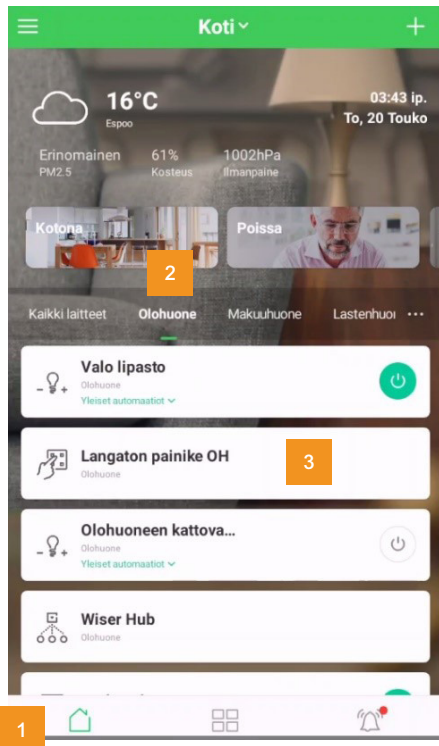 Koti
16°C
Espoo
03:43 ip.
To, 20 Touko
Erinomainen 61% 1002hPa
PM2.5 Kosteus Ilmanpaine
Kotona Poissa
2
Kaikki laitteet Olohuone Makuuhuone Lastenhuo ...
Valo lipasto
Olohuone
Yleiset automaatiot
Langaton painike OH
Olohuone
3
Olohuoneen kattova...
Olohuone
Yleiset automaatiot
Wiser Hub
Olohuone
1